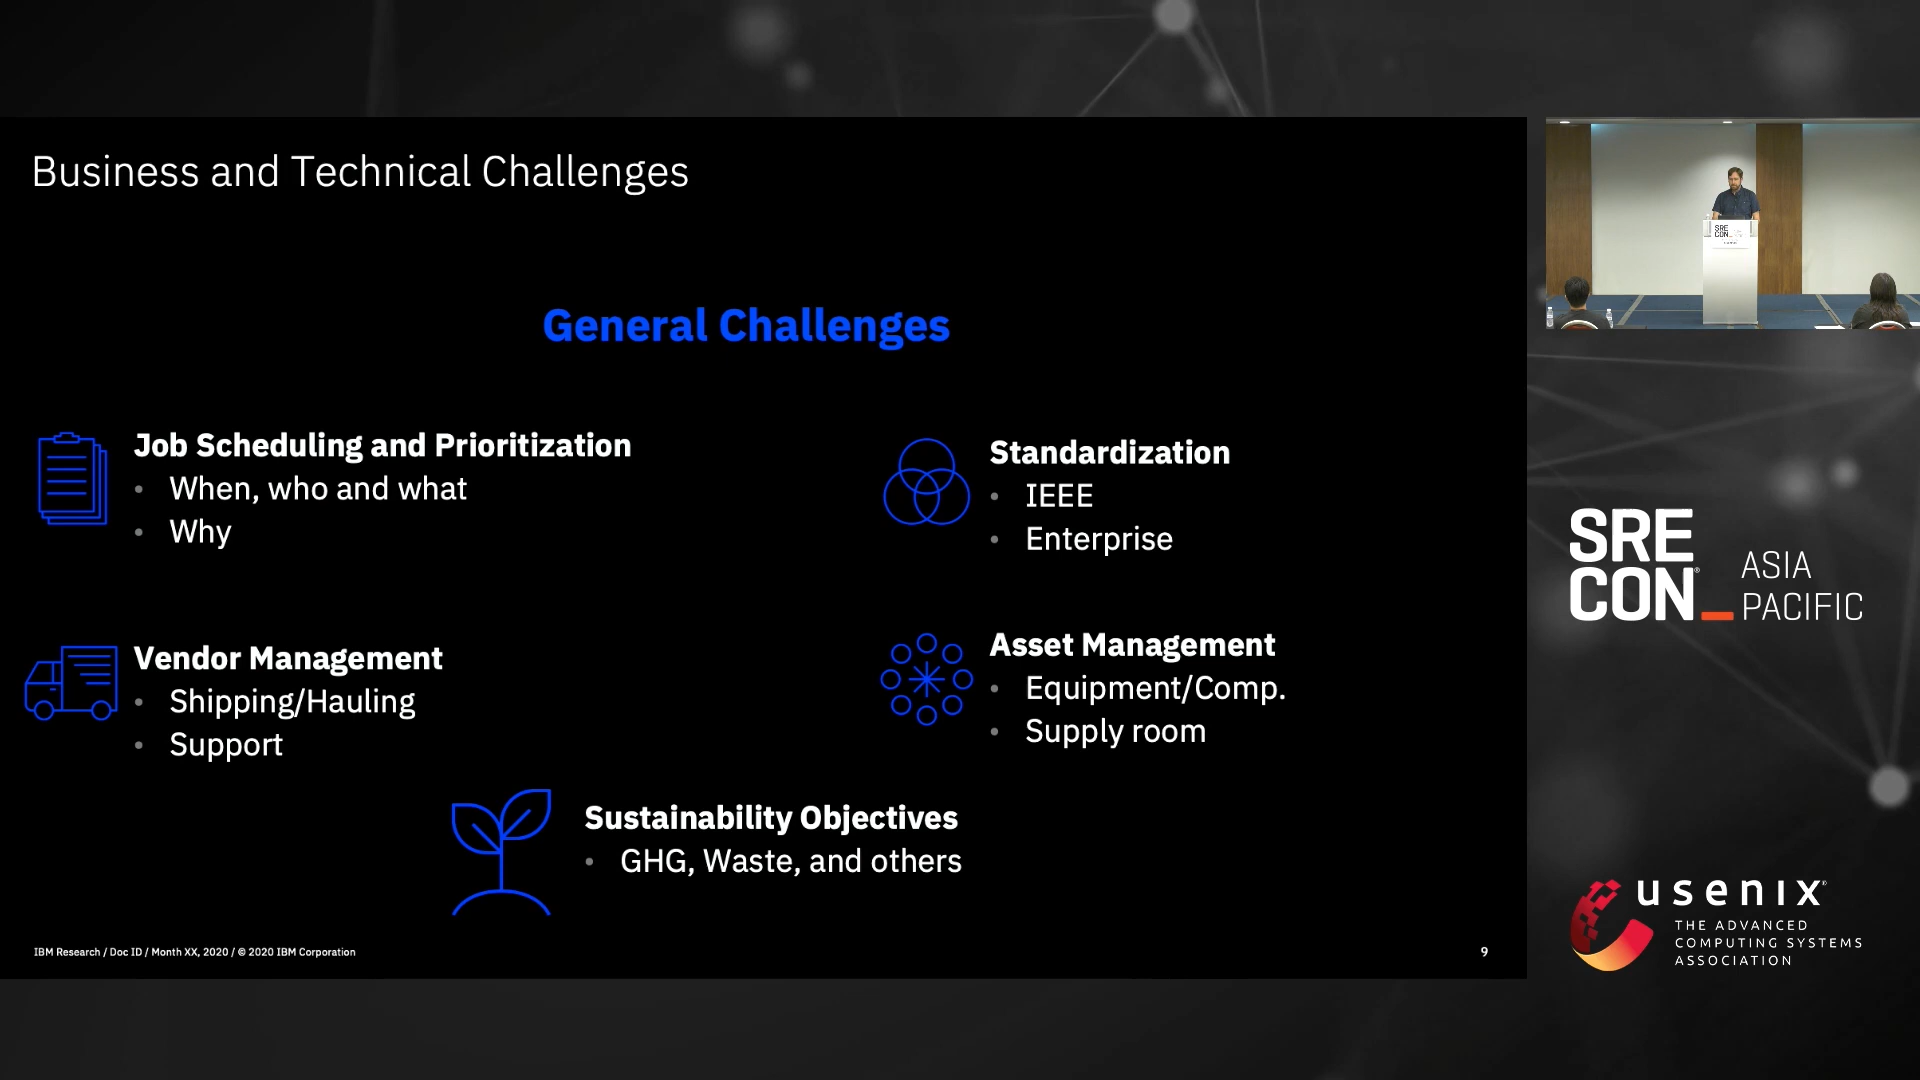 Business and Technical Challenges
General Challenges
Job Scheduling and Prioritization
• When, who and what
• Why
Standardization
• IEEE
• Enterprise
Vendor Management
• Shipping/Hauling
• Support
Asset Management
• Equipment/Comp.
• Supply room
Sustainability Objectives
• GHG, Waste, and others
IBM Research / Doc ID / Month XX, 2020 / © 2020 IBM Corporation
9
SRE
CON_
SRE
CON®_
ASIA
PACIFIC
usenix®
THE ADVANCED
COMPUTING SYSTEMS
ASSOCIATION